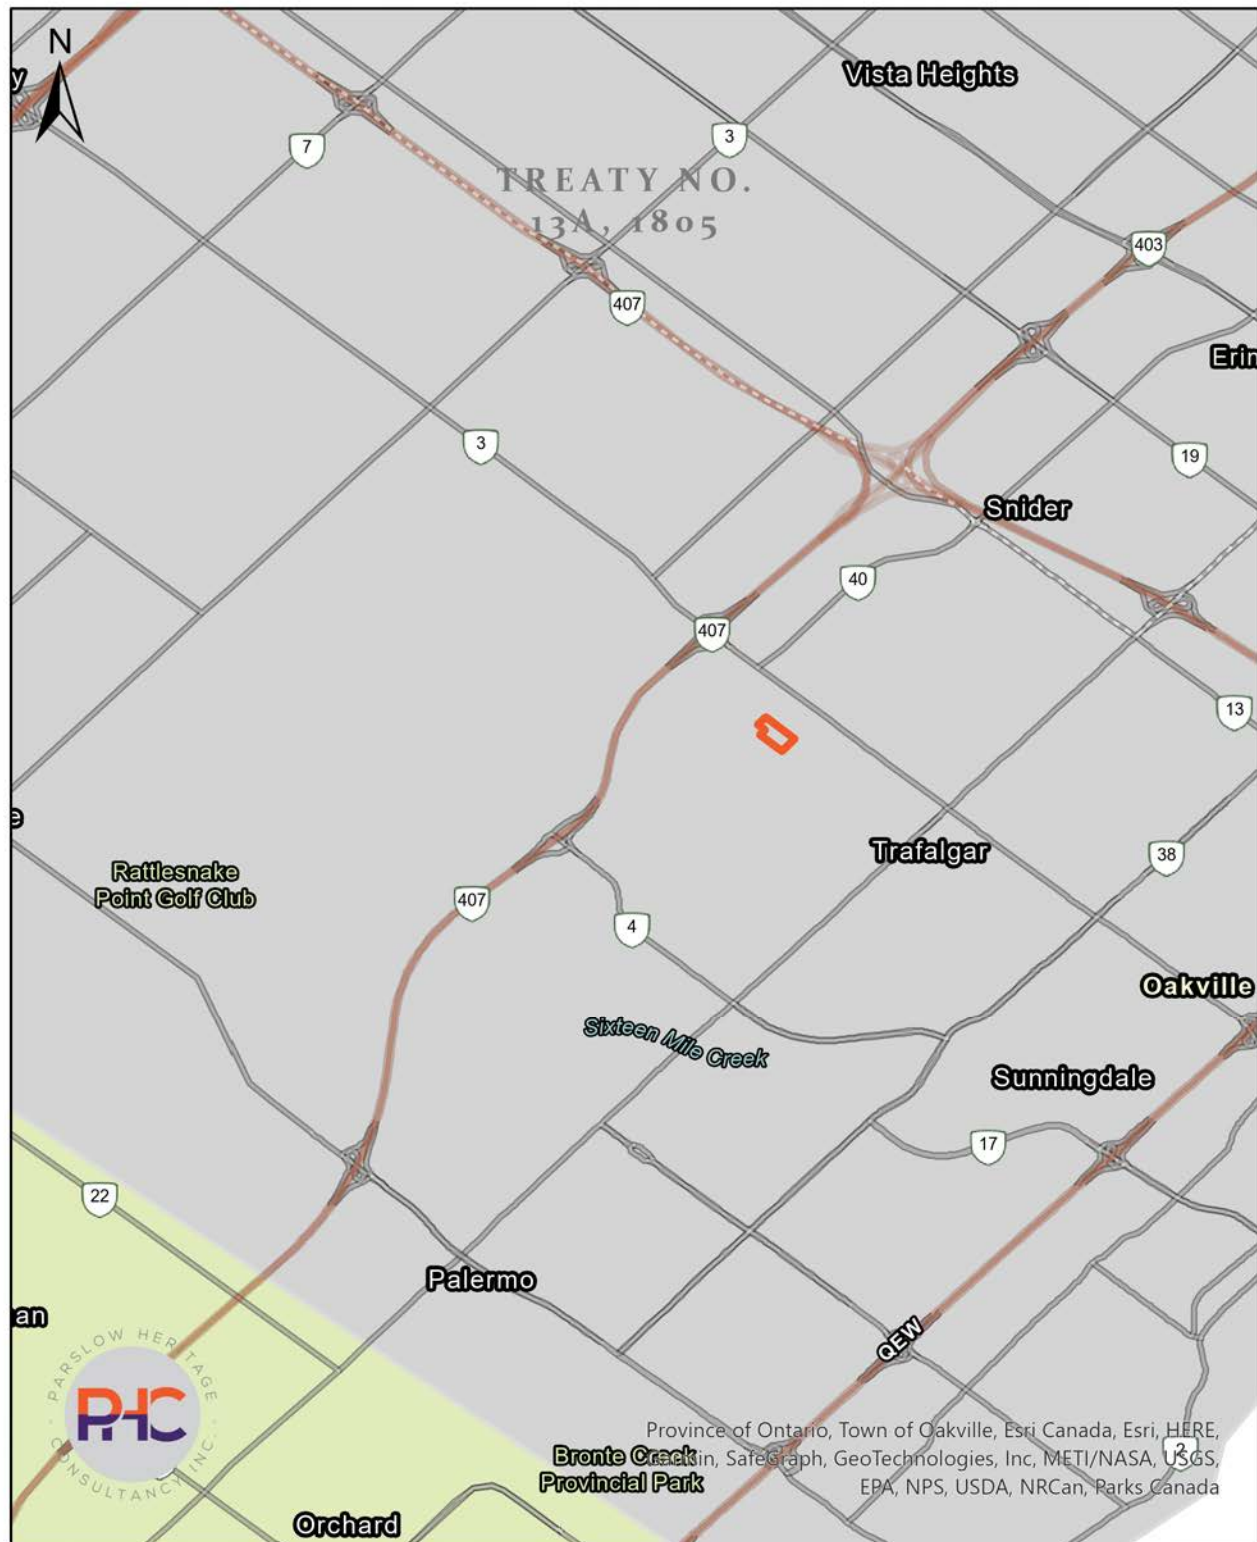 N
y
Vista Heights
7
3
TREATY NO.
13A, 1805
403
407
Erin
3
19
Snider
40
407
13
e
Trafalgar
38
Rattlesnake
Point Golf Club
407
4
Oakville
Sixteen Mile Creek
Sunningdale
17
22
Palermo
an
QEW
PARSLOW HERITAGE
PHC
CONSULTANCY INC.
Bronte Creek
Provincial Park
Province of Ontario, Town of Oakville, Esri Canada, Esri, HERE,
Garmin, SafeGraph, GeoTechnologies, Inc, METI/NASA, USGS,
EPA, NPS, USDA, NRCan, Parks Canada
2
Orchard